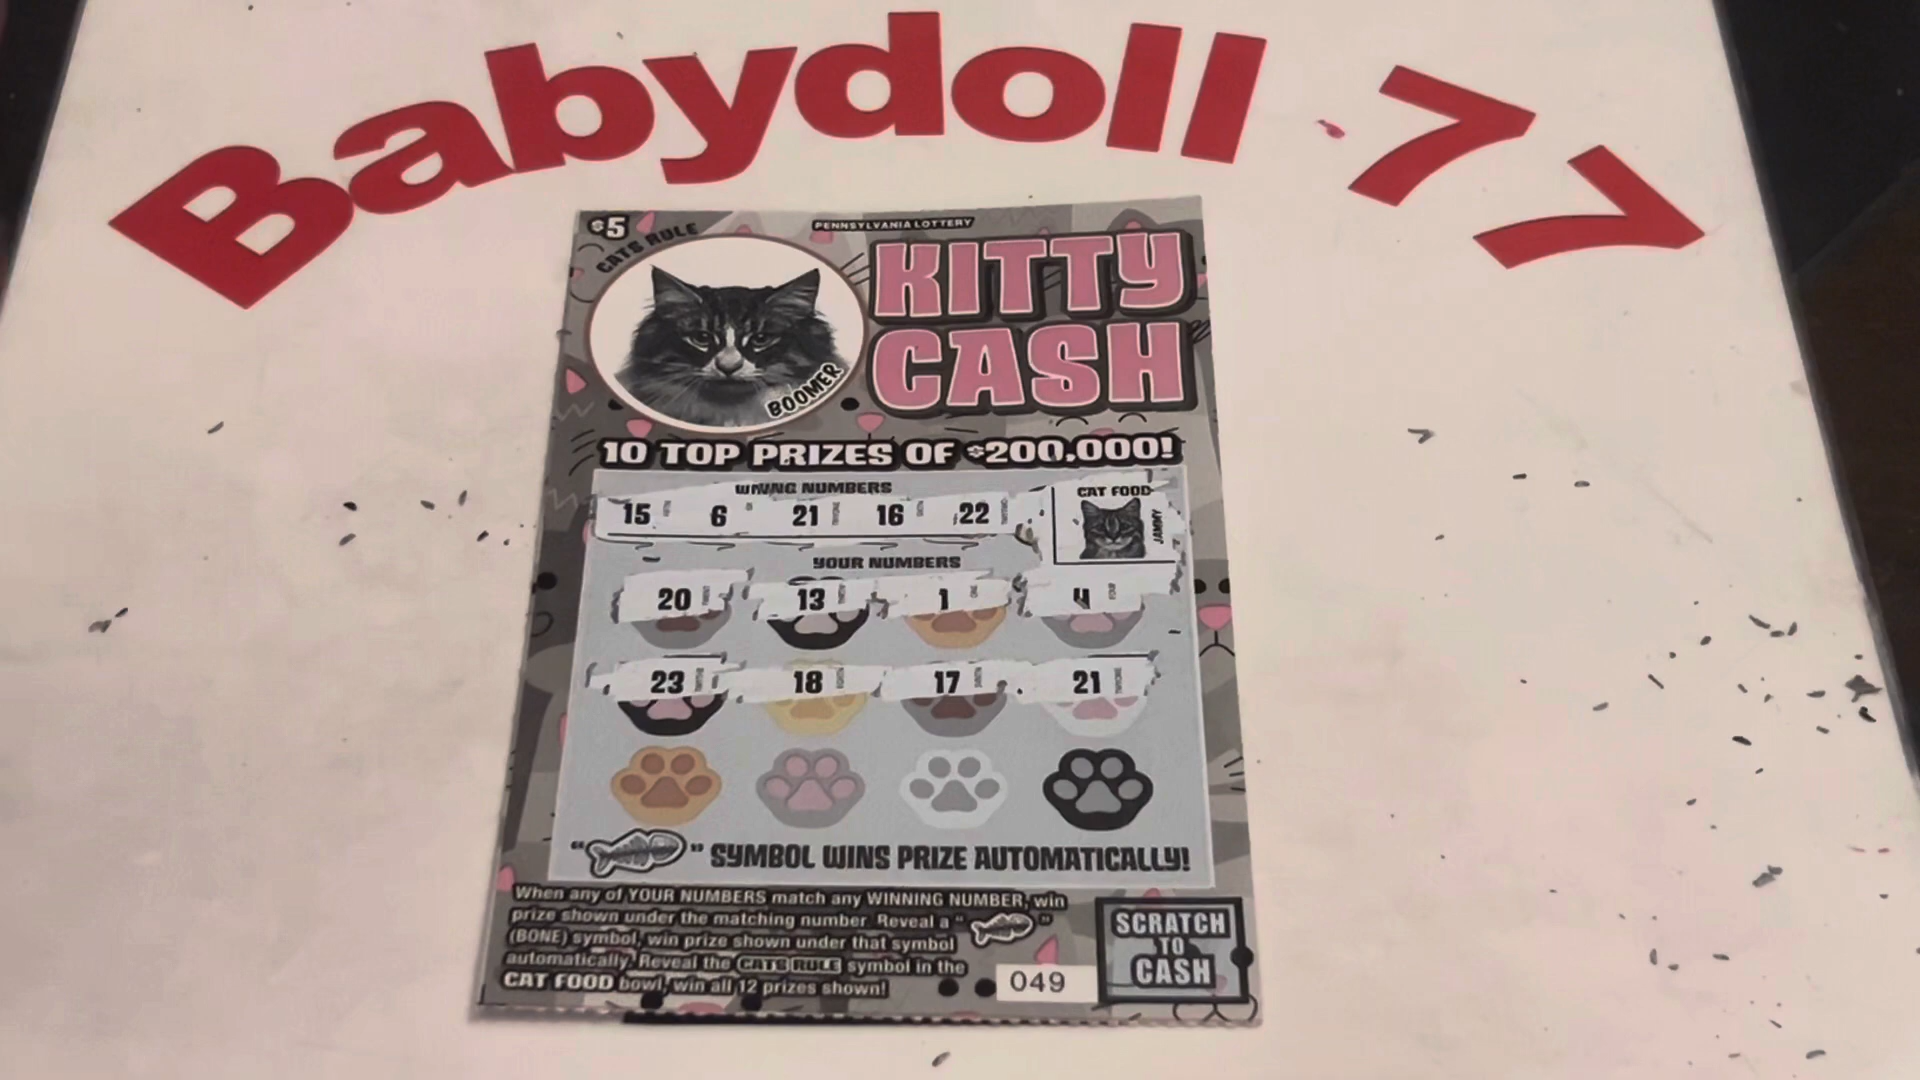 Babydoll 77
$5
PENNSYLVANIA LOTTERY
CATS RULE
KITTY
CASH
BOOMER
10 TOP PRIZES OF $200,000!
WINNING NUMBERS
15 6 21 16 22
CAT FOOD
JAMMY
YOUR NUMBERS
20 13 1 4
23 18 17 21
" " SYMBOL WINS PRIZE AUTOMATICALLY!
When any of YOUR NUMBERS match any WINNING NUMBER, win
prize shown under the matching number. Reveal a " "
(BONE) symbol, win prize shown under that symbol
automatically. Reveal the CATS RULE symbol in the
CAT FOOD bowl, win all 12 prizes shown!
049
SCRATCH
TO
CASH